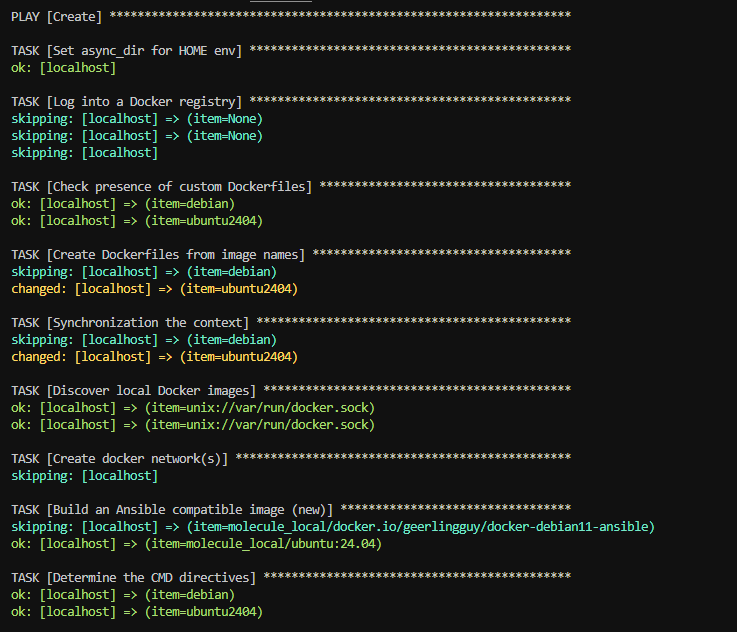 PLAY [Create] ******************************************************************

TASK [Set async_dir for HOME env] **********************************************
ok: [localhost]

TASK [Log into a Docker registry] **********************************************
skipping: [localhost] => (item=None)
skipping: [localhost] => (item=None)
skipping: [localhost]

TASK [Check presence of custom Dockerfiles] ************************************
ok: [localhost] => (item=debian)
ok: [localhost] => (item=ubuntu2404)

TASK [Create Dockerfiles from image names] *************************************
skipping: [localhost] => (item=debian)
changed: [localhost] => (item=ubuntu2404)

TASK [Synchronization the context] *********************************************
skipping: [localhost] => (item=debian)
changed: [localhost] => (item=ubuntu2404)

TASK [Discover local Docker images] ********************************************
ok: [localhost] => (item=unix://var/run/docker.sock)
ok: [localhost] => (item=unix://var/run/docker.sock)

TASK [Create docker network(s)] ************************************************
skipping: [localhost]

TASK [Build an Ansible compatible image (new)] *********************************
skipping: [localhost] => (item=molecule_local/docker.io/geerlingguy/docker-debian11-ansible)
ok: [localhost] => (item=molecule_local/ubuntu:24.04)

TASK [Determine the CMD directives] ********************************************
ok: [localhost] => (item=debian)
ok: [localhost] => (item=ubuntu2404)